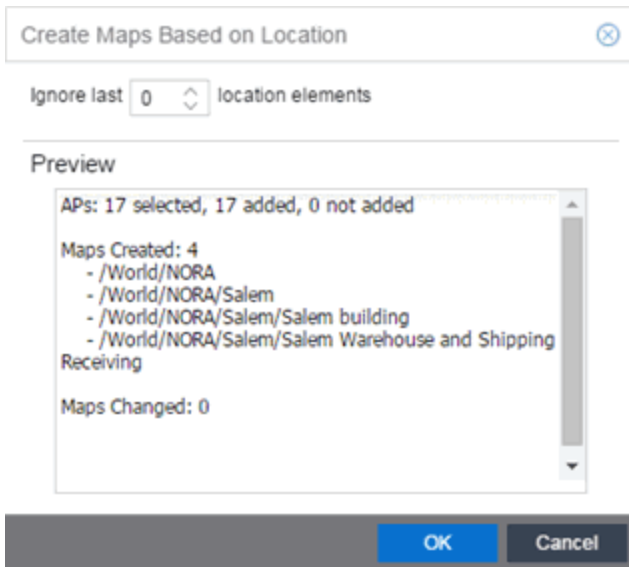 Create Maps Based on Location
Ignore last 0 location elements
Preview
APs: 17 selected, 17 added, 0 not added
Maps Created: 4
- /World/NORA
- /World/NORA/Salem
- /World/NORA/Salem/Salem building
- /World/NORA/Salem/Salem Warehouse and Shipping
Receiving
Maps Changed: 0
OK Cancel